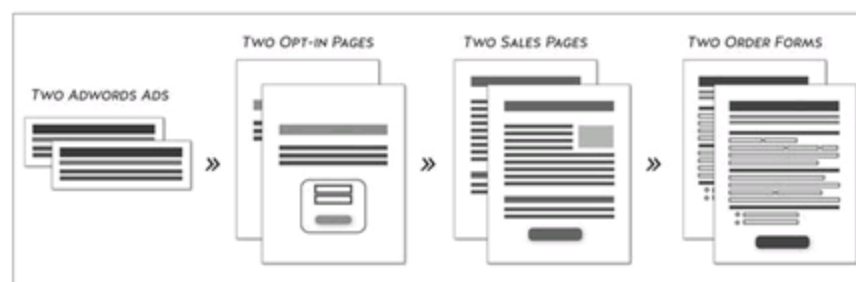 Two Adwords Ads
Two Opt-in Pages
Two Sales Pages
Two Order Forms